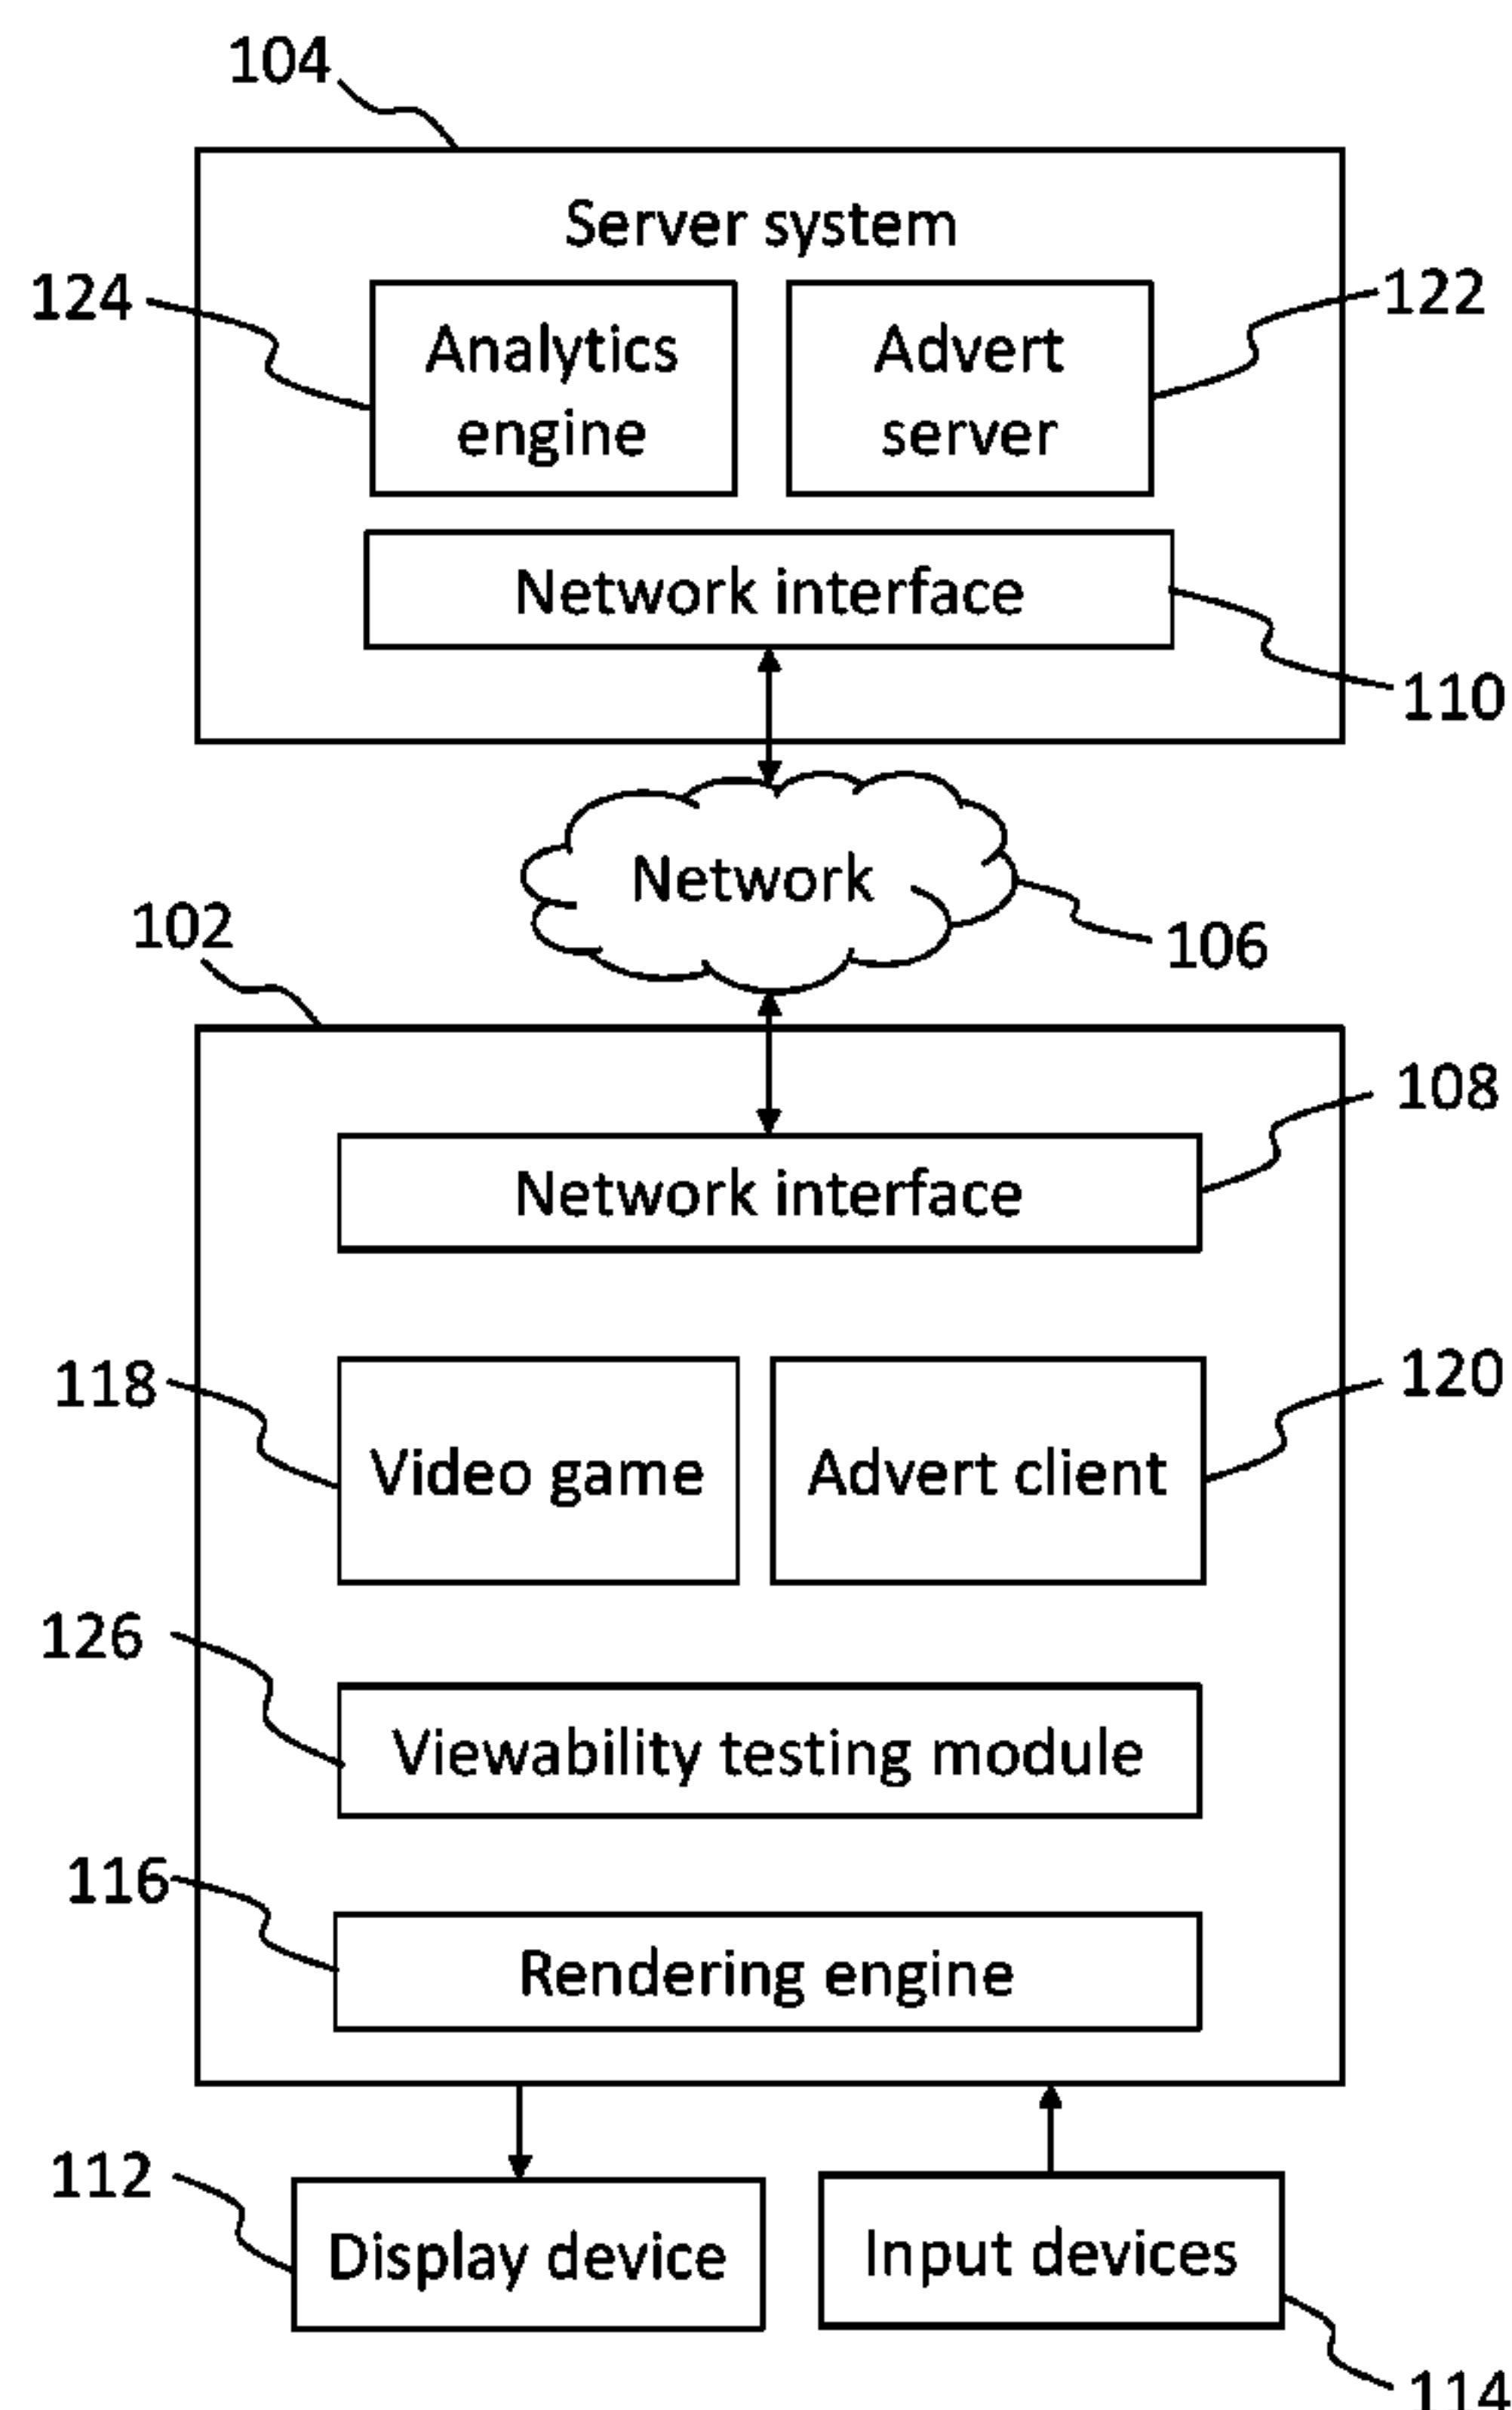 104
Server system
124
Analytics
engine
Advert
server
122
Network interface
110
Network
106
102
108
Network interface
118
Video game
Advert client
120
126
Viewability testing module
116
Rendering engine
112
Display device
Input devices
114